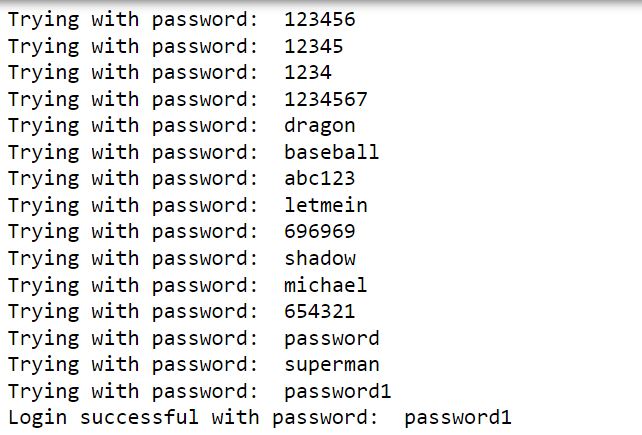 Trying with password:  123456
Trying with password:  12345
Trying with password:  1234
Trying with password:  1234567
Trying with password:  dragon
Trying with password:  baseball
Trying with password:  abc123
Trying with password:  letmein
Trying with password:  696969
Trying with password:  shadow
Trying with password:  michael
Trying with password:  654321
Trying with password:  password
Trying with password:  superman
Trying with password:  password1
Login successful with password:  password1